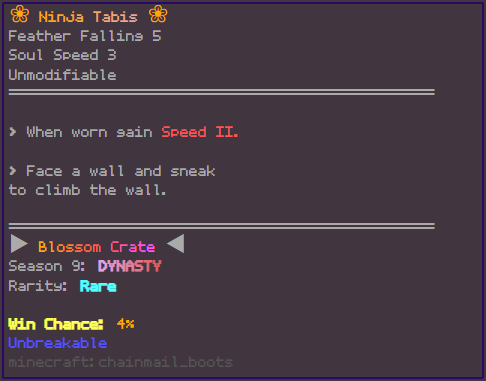 ❀ Ninja Tabis ❀
Feather Falling 5
Soul Speed 3
Unmodifiable
> When worn gain Speed II.
> Face a wall and sneak
to climb the wall.
▶ Blossom Crate ◀
Season 9: DYNASTY
Rarity: Rare
Win Chance: 4%
Unbreakable
minecraft:chainmail_boots